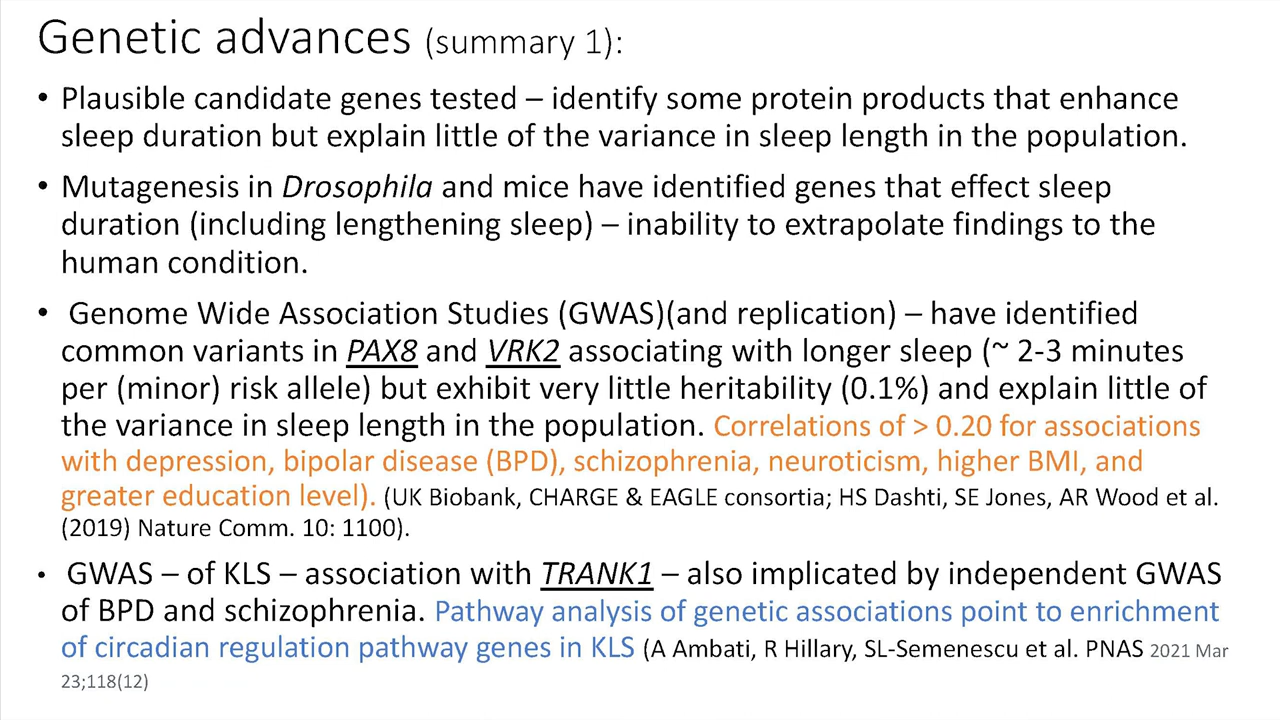 Genetic advances (summary 1):
• Plausible candidate genes tested – identify some protein products that enhance
sleep duration but explain little of the variance in sleep length in the population.
• Mutagenesis in Drosophila and mice have identified genes that effect sleep
duration (including lengthening sleep) – inability to extrapolate findings to the
human condition.
• Genome Wide Association Studies (GWAS)(and replication) – have identified
common variants in PAX8 and VRK2 associating with longer sleep (~ 2-3 minutes
per (minor) risk allele) but exhibit very little heritability (0.1%) and explain little of
the variance in sleep length in the population. Correlations of > 0.20 for associations
with depression, bipolar disease (BPD), schizophrenia, neuroticism, higher BMI, and
greater education level). (UK Biobank, CHARGE & EAGLE consortia; HS Dashti, SE Jones, AR Wood et al.
(2019) Nature Comm. 10: 1100).
• GWAS – of KLS – association with TRANK1 – also implicated by independent GWAS
of BPD and schizophrenia. Pathway analysis of genetic associations point to enrichment
of circadian regulation pathway genes in KLS (A Ambati, R Hillary, SL-Semenescu et al. PNAS 2021 Mar
23;118(12)